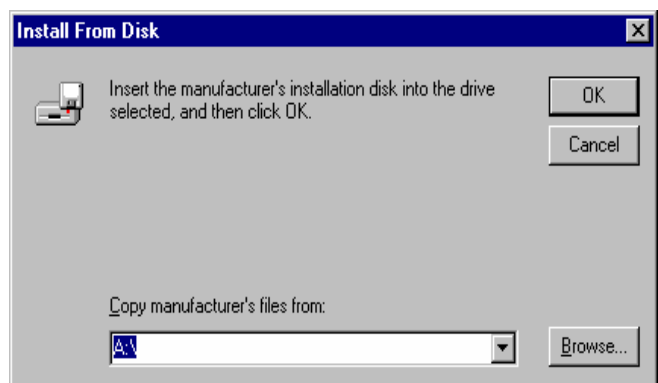 Install From Disk
Insert the manufacturer's installation disk into the drive
selected, and then click OK.
OK
Cancel
Copy manufacturer's files from:
A:\
Browse...